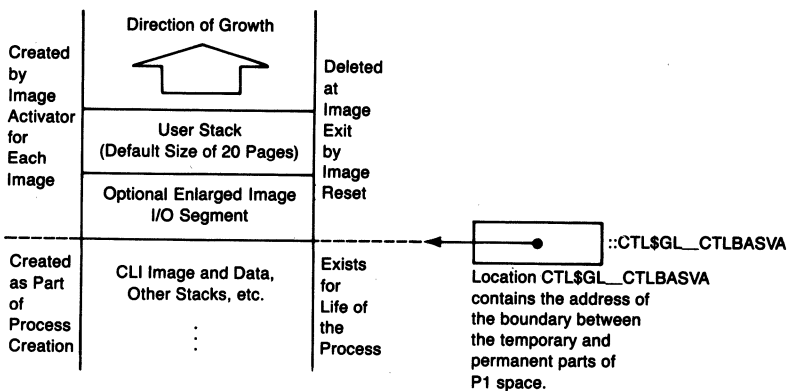 Direction of Growth
Created
by
Image
Activator
for
Each
Image
Deleted
at
Image
Exit
by
Image
Reset
User Stack
(Default Size of 20 Pages)
Optional Enlarged Image
I/O Segment
::CTL$GL__CTLBASVA
Location CTL$GL__CTLBASVA
contains the address of
the boundary between
the temporary and
permanent parts of
P1 space.
Created
as Part
of
Process
Creation
CLI Image and Data,
Other Stacks, etc.
.
.
.
Exists
for
Life of
the
Process